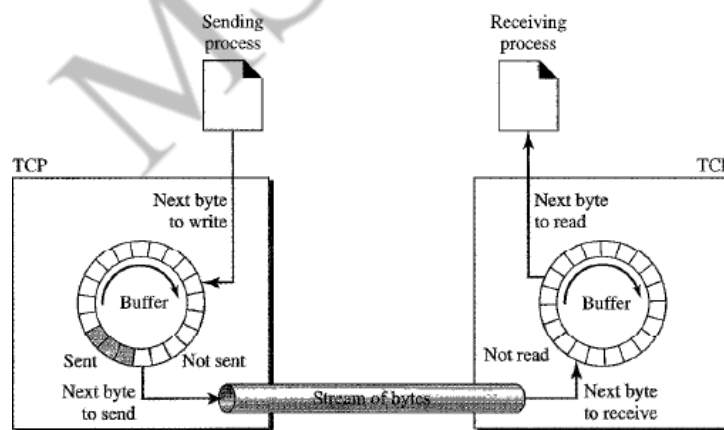 Sending
process
Receiving
process
TCP
TCP
Next byte
to write
Next byte
to read
Buffer
Buffer
Sent
Not sent
Not read
Next byte
to send
Stream of bytes
Next byte
to receive